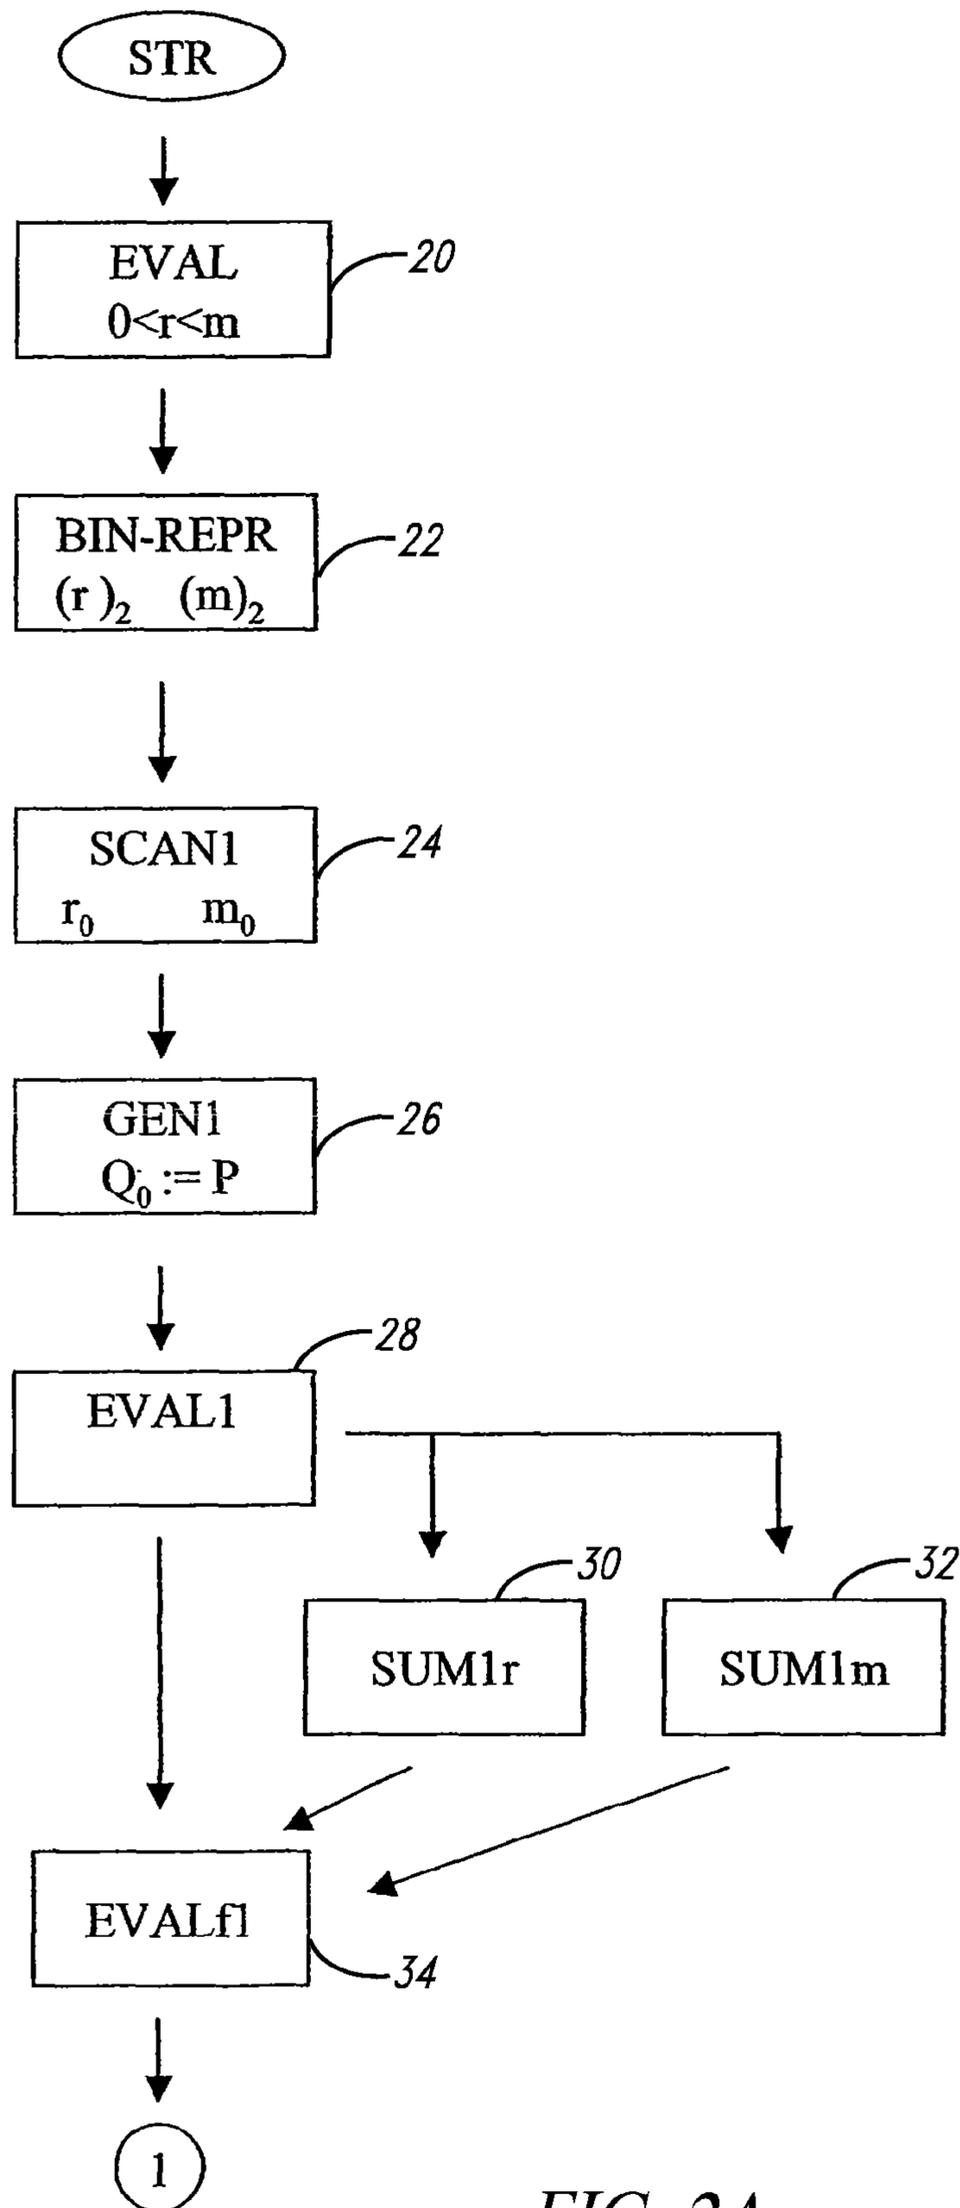 STR
EVAL
0<r<m
20
BIN-REPR
(r )₂ (m)₂
22
SCAN1
r₀ m₀
24
GEN1
Q₀ := P
26
EVAL1
28
SUM1r
30
SUM1m
32
EVALf1
34
1
FIG.